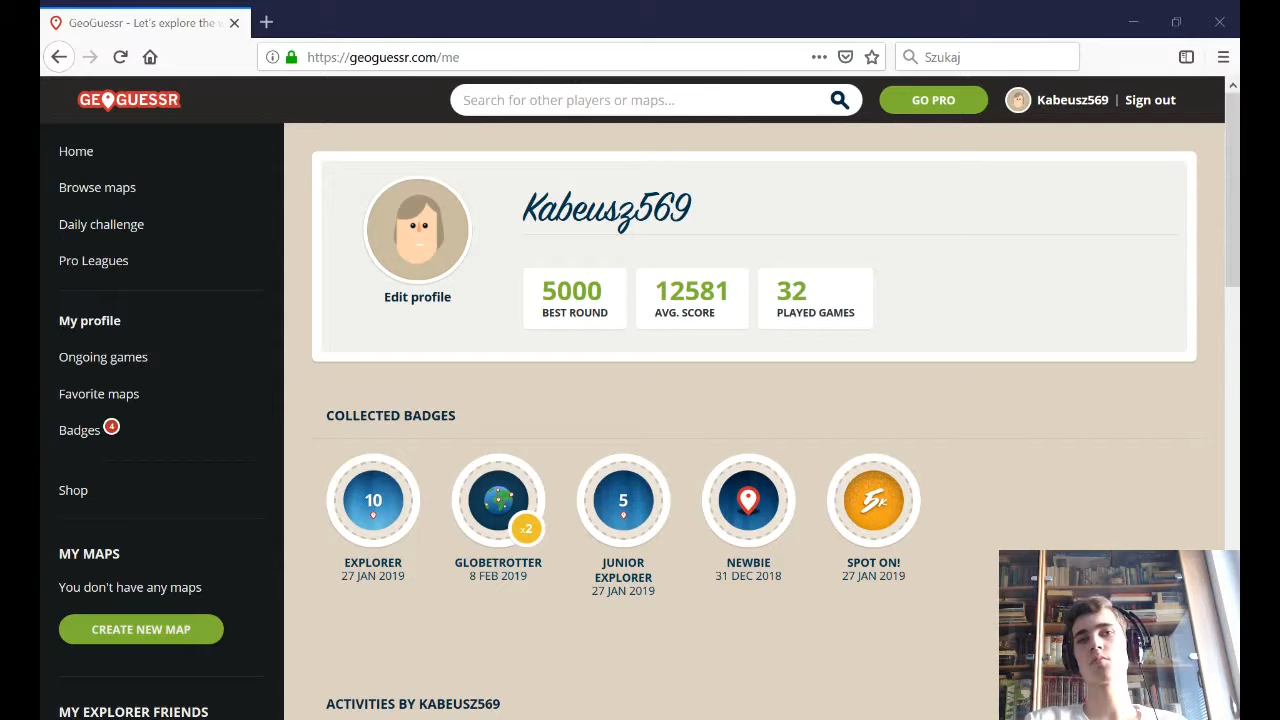 GeoGuessr - Let's explore the w
https://geoguessr.com/me
Szukaj
GEOGUESSR
Search for other players or maps...
GO PRO
Kabeusz569 | Sign out
Home
Browse maps
Daily challenge
Pro Leagues
My profile
Ongoing games
Favorite maps
Badges 4
Shop
MY MAPS
You don't have any maps
CREATE NEW MAP
MY EXPLORER FRIENDS
Kabeusz569
Edit profile
5000
BEST ROUND
12581
AVG. SCORE
32
PLAYED GAMES
COLLECTED BADGES
10
EXPLORER
27 JAN 2019
x2
GLOBETROTTER
8 FEB 2019
5
JUNIOR
EXPLORER
27 JAN 2019
NEWBIE
31 DEC 2018
5K
SPOT ON!
27 JAN 2019
ACTIVITIES BY KABEUSZ569